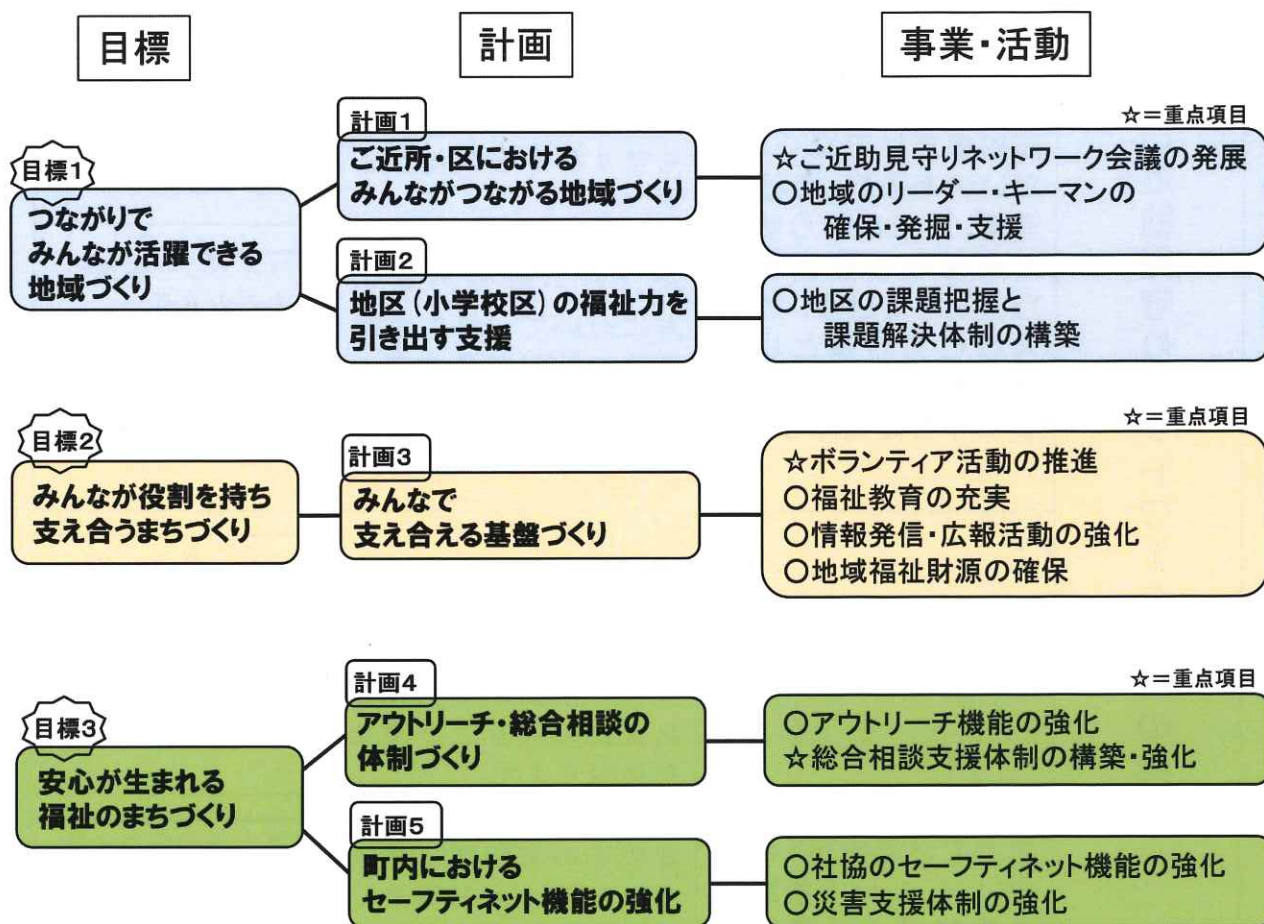 目標
計画
事業・活動
☆=重点項目
目標1
つながりで
みんなが活躍できる
地域づくり
計画1
ご近所・区における
みんながつながる地域づくり
☆ご近助見守りネットワーク会議の発展
○地域のリーダー・キーマンの
確保・発掘・支援
計画2
地区(小学校区)の福祉力を
引き出す支援
○地区の課題把握と
課題解決体制の構築
☆=重点項目
目標2
みんなが役割を持ち
支え合うまちづくり
計画3
みんなで
支え合える基盤づくり
☆ボランティア活動の推進
○福祉教育の充実
○情報発信・広報活動の強化
○地域福祉財源の確保
☆=重点項目
目標3
安心が生まれる
福祉のまちづくり
計画4
アウトリーチ・総合相談の
体制づくり
○アウトリーチ機能の強化
☆総合相談支援体制の構築・強化
計画5
町内における
セーフティネット機能の強化
○社協のセーフティネット機能の強化
○災害支援体制の強化